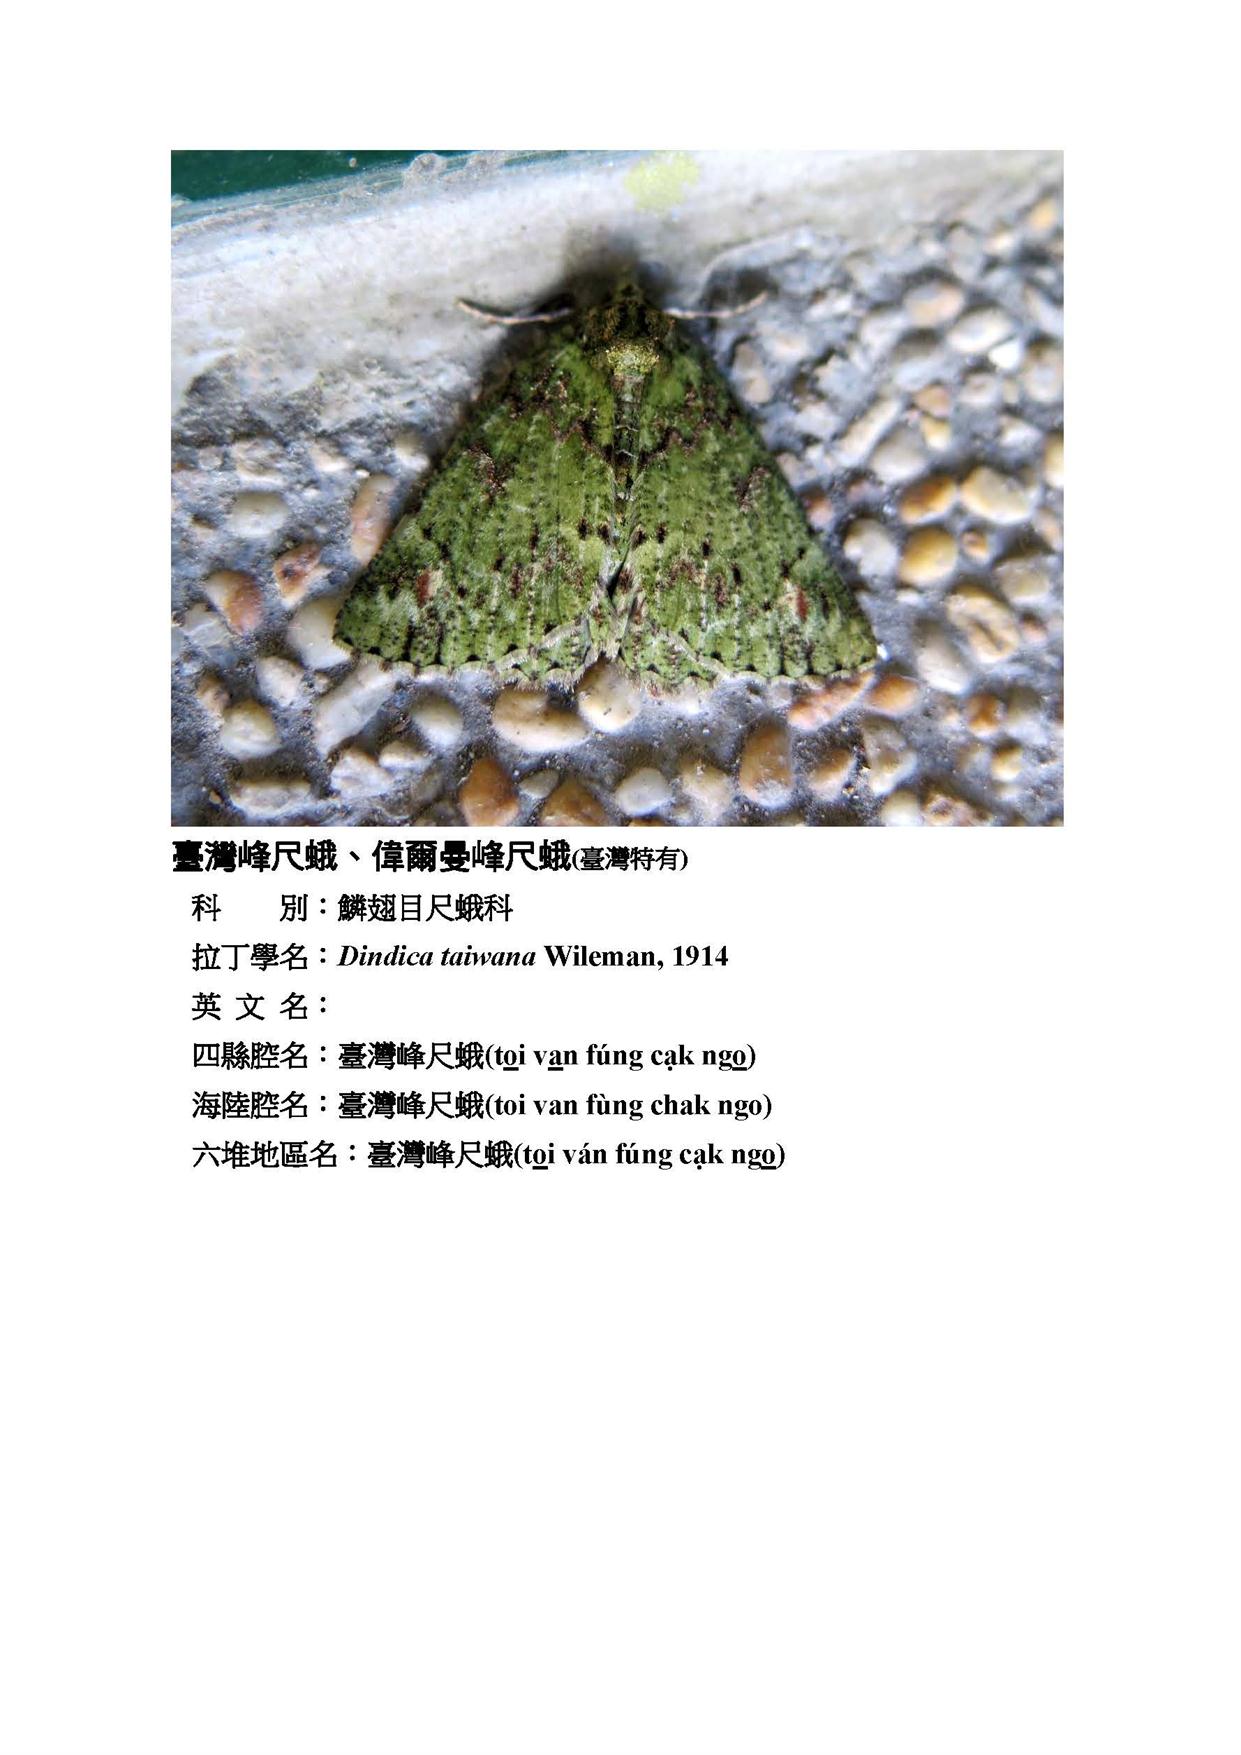 臺灣峰尺蛾、偉爾曼峰尺蛾(臺灣特有)
科　　別：鱗翅目尺蛾科
拉丁學名：Dindica taiwana Wileman, 1914
英 文 名：
四縣腔名：臺灣峰尺蛾(to̲i va̲n fúng cạk ngo̲)
海陸腔名：臺灣峰尺蛾(toi van fùng chak ngo)
六堆地區名：臺灣峰尺蛾(to̲i ván fúng cạk ngo̲)